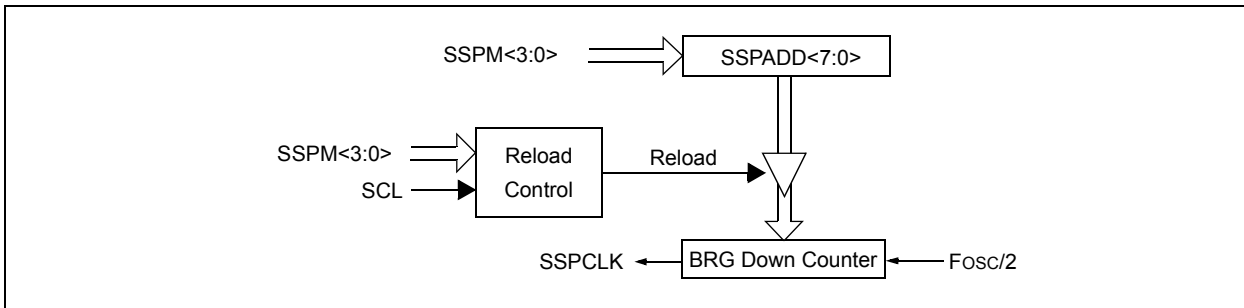 SSPM<3:0>
SSPADD<7:0>
SSPM<3:0>
SCL
Reload
Control
Reload
SSPCLK
BRG Down Counter
FOSC/2